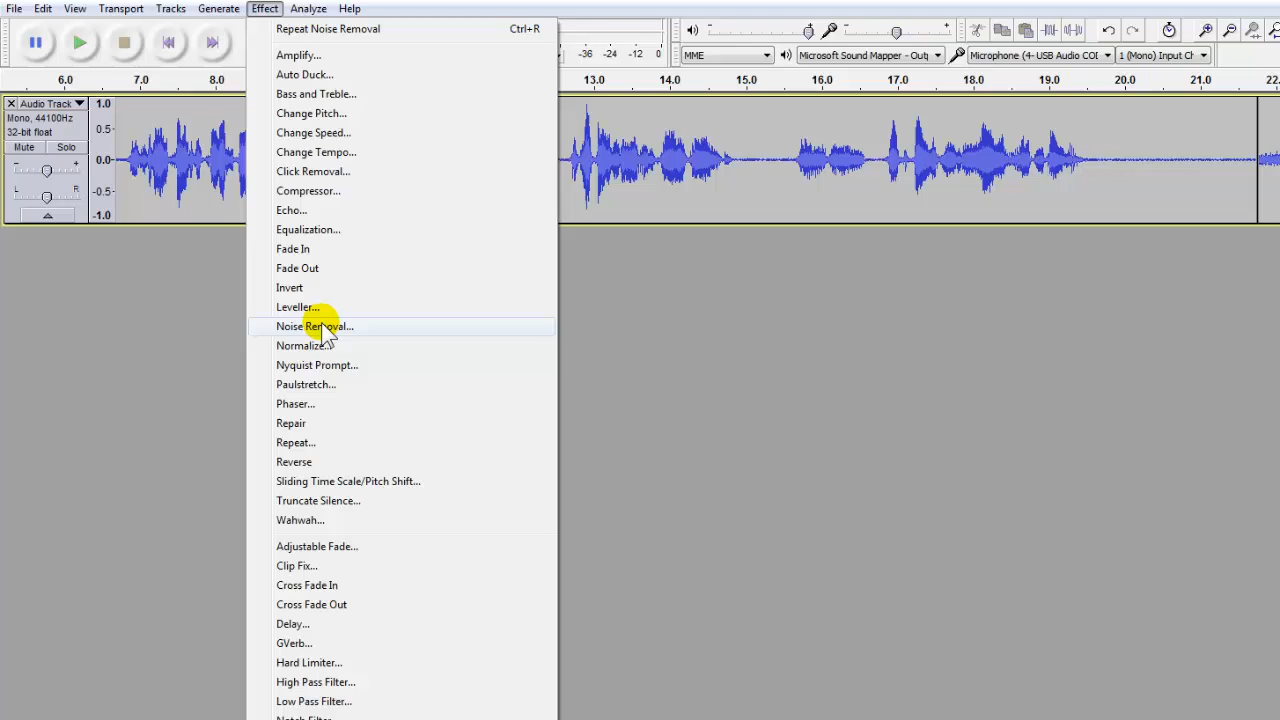 File Edit View Transport Tracks Generate Effect Analyze Help
Repeat Noise Removal Ctrl+R
-36 -24 -12 0
MME
Microsoft Sound Mapper - Outp
Microphone (4- USB Audio COI
1 (Mono) Input Ch
6.0 7.0 8.0 13.0 14.0 15.0 16.0 17.0 18.0 19.0 20.0 21.0 22.
Audio Track
Mono, 44100Hz
32-bit float
Mute Solo
- +
L R
1.0
0.5
0.0
-0.5
-1.0
Amplify...
Auto Duck...
Bass and Treble...
Change Pitch...
Change Speed...
Change Tempo...
Click Removal...
Compressor...
Echo...
Equalization...
Fade In
Fade Out
Invert
Leveller...
Noise Removal...
Normalize...
Nyquist Prompt...
Paulstretch...
Phaser...
Repair
Repeat...
Reverse
Sliding Time Scale/Pitch Shift...
Truncate Silence...
Wahwah...
Adjustable Fade...
Clip Fix...
Cross Fade In
Cross Fade Out
Delay...
GVerb...
Hard Limiter...
High Pass Filter...
Low Pass Filter...